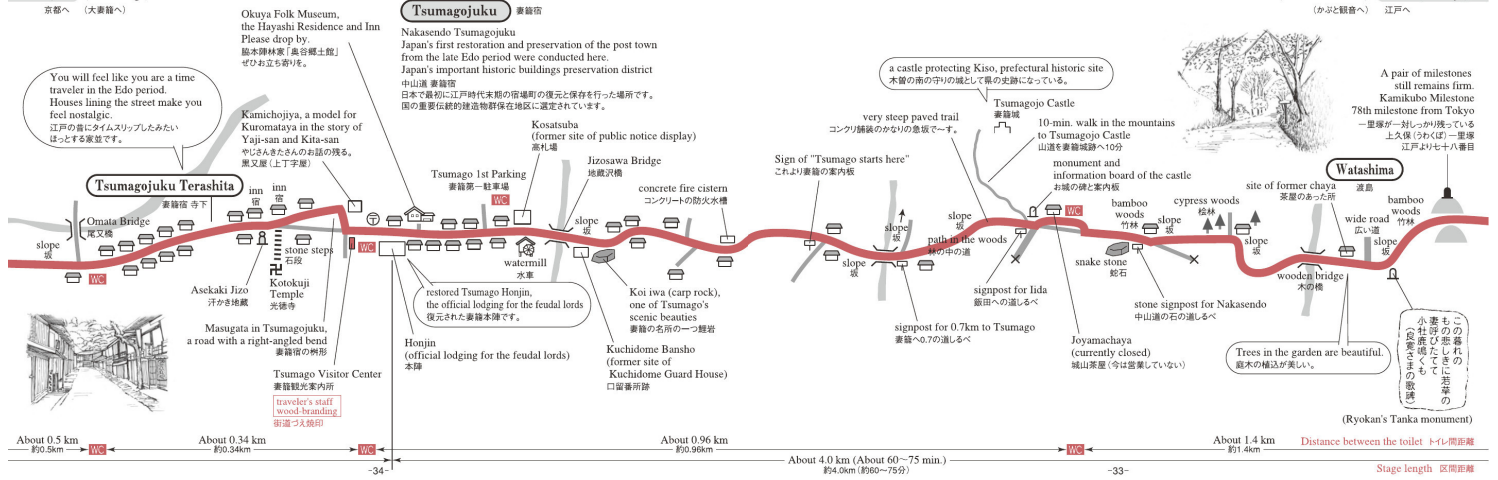 京都へ
（大妻籠へ）
Okuya Folk Museum,
the Hayashi Residence and Inn
Please drop by.
脇本陣林家「奥谷郷土館」
ぜひお立ち寄りを。
Tsumagojuku 妻籠宿
Nakasendo Tsumagojuku
Japan's first restoration and preservation of the post town
from the late Edo period were conducted here.
Japan's important historic buildings preservation district
中山道 妻籠宿
日本で最初に江戸時代末期の宿場町の復元と保存を行った場所です。
国の重要伝統的建造物群保存地区に選定されています。
（かぶと観音へ）
江戸へ
You will feel like you are a time
traveler in the Edo period.
Houses lining the street make you
feel nostalgic.
江戸の昔にタイムスリップしたみたい
ほっとする家並です。
Kamichojiya, a model for
Kuromataya in the story of
Yaji-san and Kita-san
やじさんきたさんのお話の残る。
黒又屋（上丁字屋）
Tsumagojuku Terashita
妻籠宿 寺下
Omata Bridge
尾又橋
slope
坂
WC
inn
宿
inn
宿
stone steps
石段
Asekaki Jizo
汗かき地蔵
Kotokuji
Temple
光徳寺
Masugata in Tsumagojuku,
a road with a right-angled bend
妻籠宿の桝形
Tsumago Visitor Center
妻籠観光案内所
traveler's staff
wood-branding
街道づえ焼印
WC
Tsumago 1st Parking
妻籠第一駐車場
WC
Kosatsuba
(former site of public notice display)
高札場
Jizosawa Bridge
地蔵沢橋
slope
坂
watermill
水車
restored Tsumago Honjin,
the official lodging for the feudal lords
復元された妻籠本陣です。
Honjin
(official lodging for the feudal lords)
本陣
Koi iwa (carp rock),
one of Tsumago's
scenic beauties
妻籠の名所の一つ鯉岩
Kuchidome Bansho
(former site of
Kuchidome Guard House)
口留番所跡
concrete fire cistern
コンクリートの防火水槽
Sign of "Tsumago starts here"
これより妻籠の案内板
a castle protecting Kiso, prefectural historic site
木曽の南の守りの城として県の史跡になっている。
very steep paved trail
コンクリ舗装のかなりの急坂で〜す。
Tsumagojo Castle
妻籠城
10-min. walk in the mountains
to Tsumagojo Castle
山道を妻籠城跡へ10分
monument and
information board of the castle
お城の碑と案内板
slope
坂
slope
坂
slope
坂
path in the woods
林の中の道
signpost for 0.7km to Tsumago
妻籠へ0.7の道しるべ
signpost for Iida
飯田への道しるべ
WC
Joyamachaya
(currently closed)
城山茶屋（今は営業していない）
bamboo
woods
竹林
slope
坂
snake stone
蛇石
stone signpost for Nakasendo
中山道の石の道しるべ
cypress woods
桧林
slope
坂
Watashima
渡島
site of former chaya
茶屋のあった所
wooden bridge
木の橋
wide road
広い道
slope
坂
bamboo
woods
竹林
Trees in the garden are beautiful.
庭木の植込が美しい。
A pair of milestones
still remains firm.
Kamikubo Milestone
78th milestone from Tokyo
一里塚が一対しっかり残っている
上久保（うわくぼ）一里塚
江戸より七十八番目
この暮れの
もの悲しきに若草の
妻呼びたてて
小牡鹿鳴くも
（良寛さまの歌碑）
(Ryokan's Tanka monument)
About 0.5 km
約0.5km
WC
About 0.34 km
約0.34km
WC
About 0.96 km
約0.96km
WC
About 1.4 km
約1.4km
Distance between the toilet トイレ間距離
-34-
About 4.0 km (About 60〜75 min.)
約4.0km（約60〜75分）
-33-
Stage length 区間距離